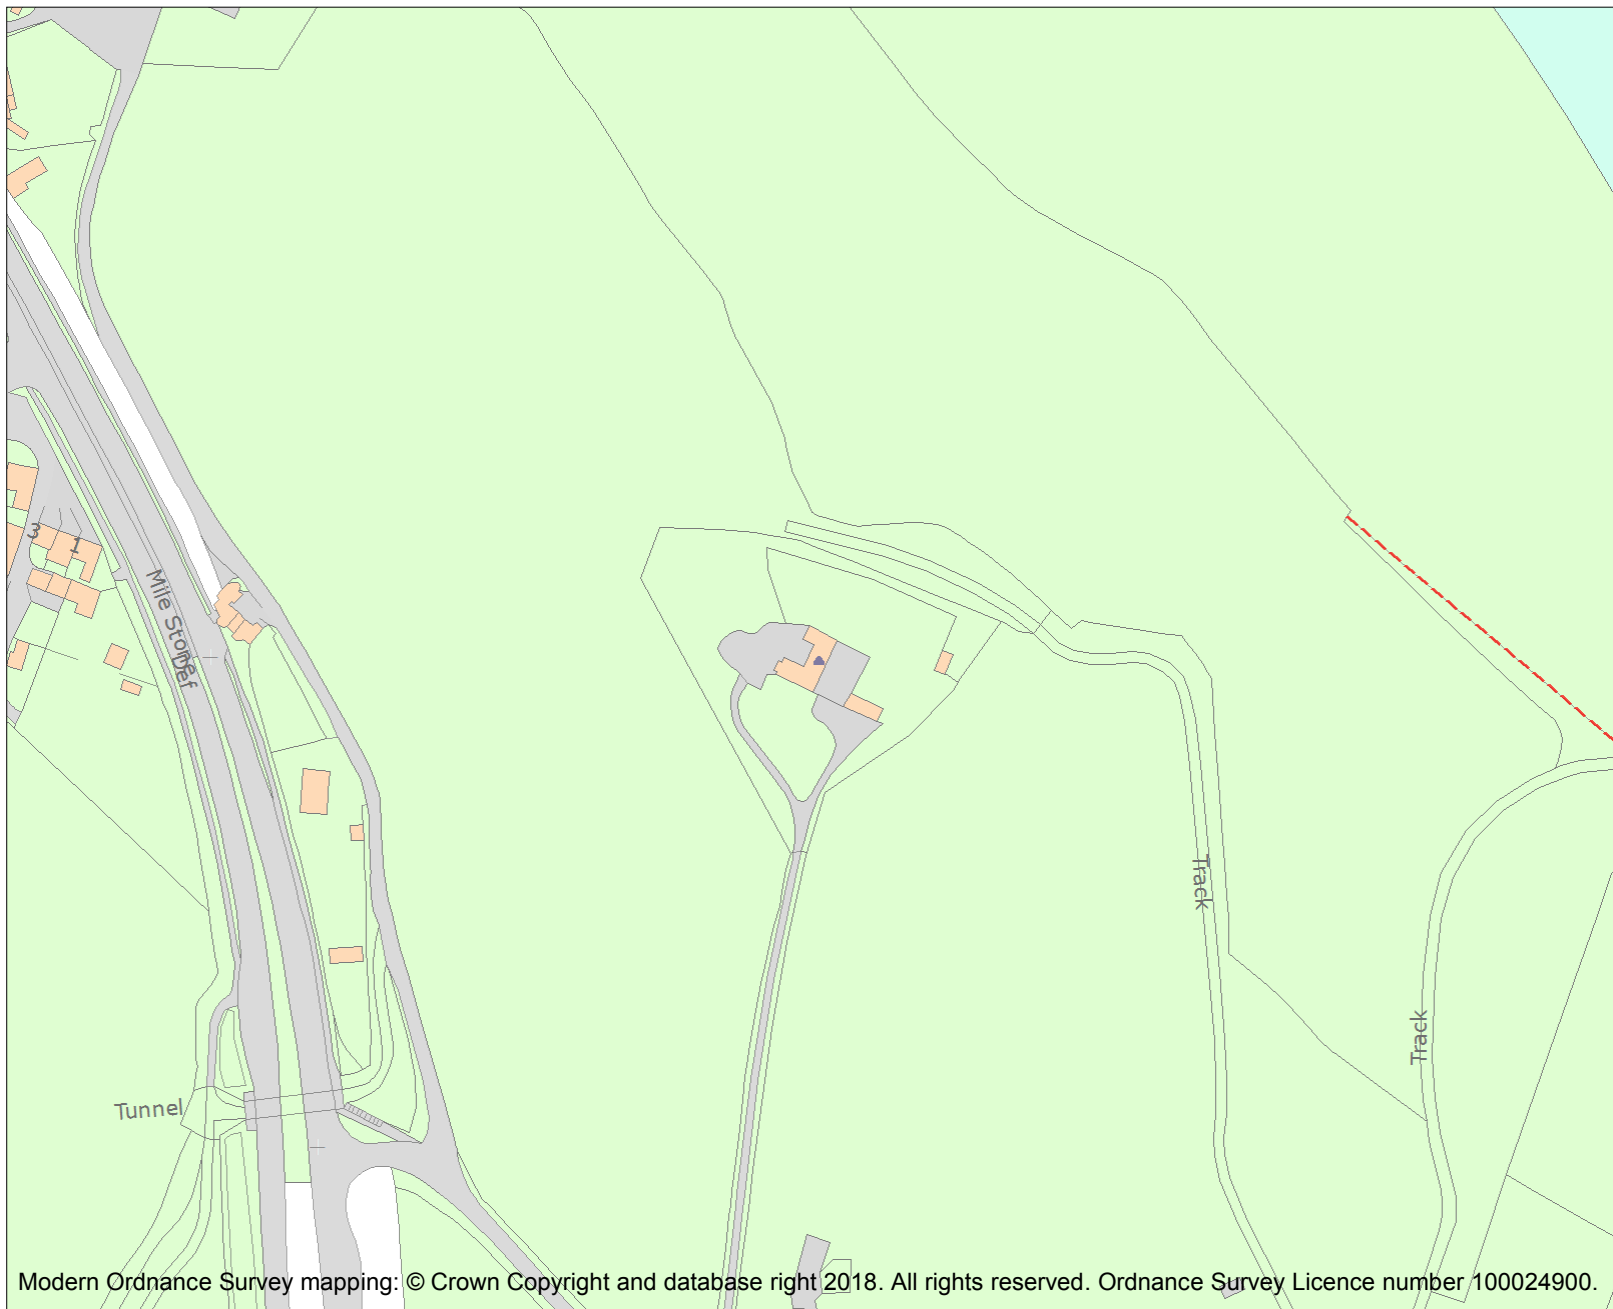 3
1
Mile Stone
Def
Track
Track
Tunnel
Modern Ordnance Survey mapping: © Crown Copyright and database right 2018. All rights reserved. Ordnance Survey Licence number 100024900.